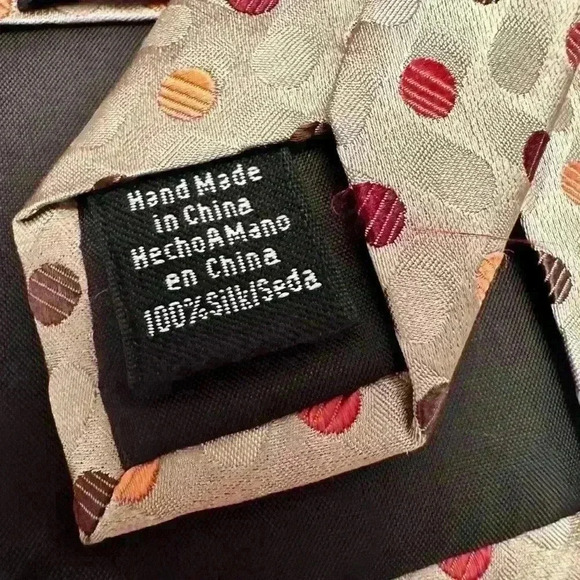 Hand Made
in China
HechoAMano
en China
100%Silk/Seda